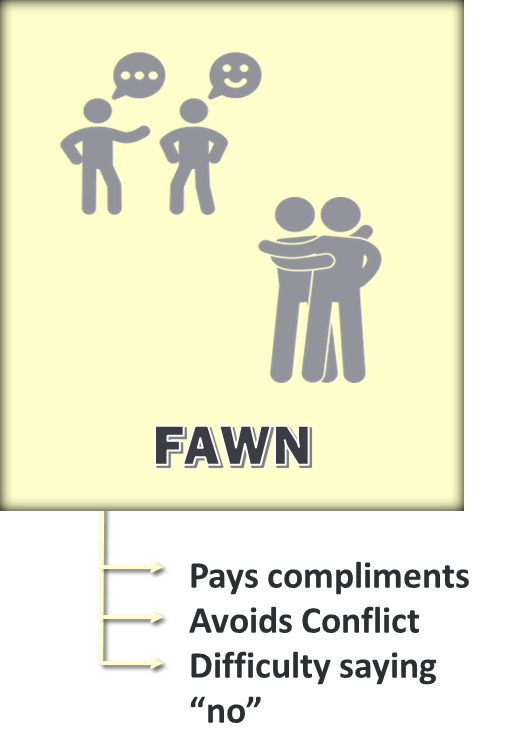 FAWN
Pays compliments
Avoids Conflict
Difficulty saying
“no”